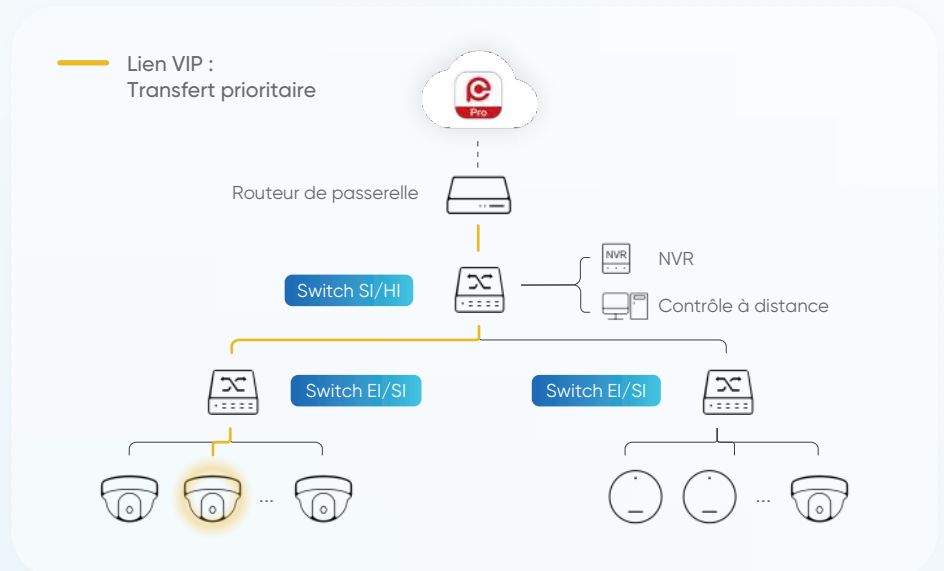 Lien VIP :
Transfert prioritaire
Pro
Routeur de passerelle
NVR
NVR
Switch SI/HI
Contrôle à distance
Switch EI/SI
Switch EI/SI
...
...